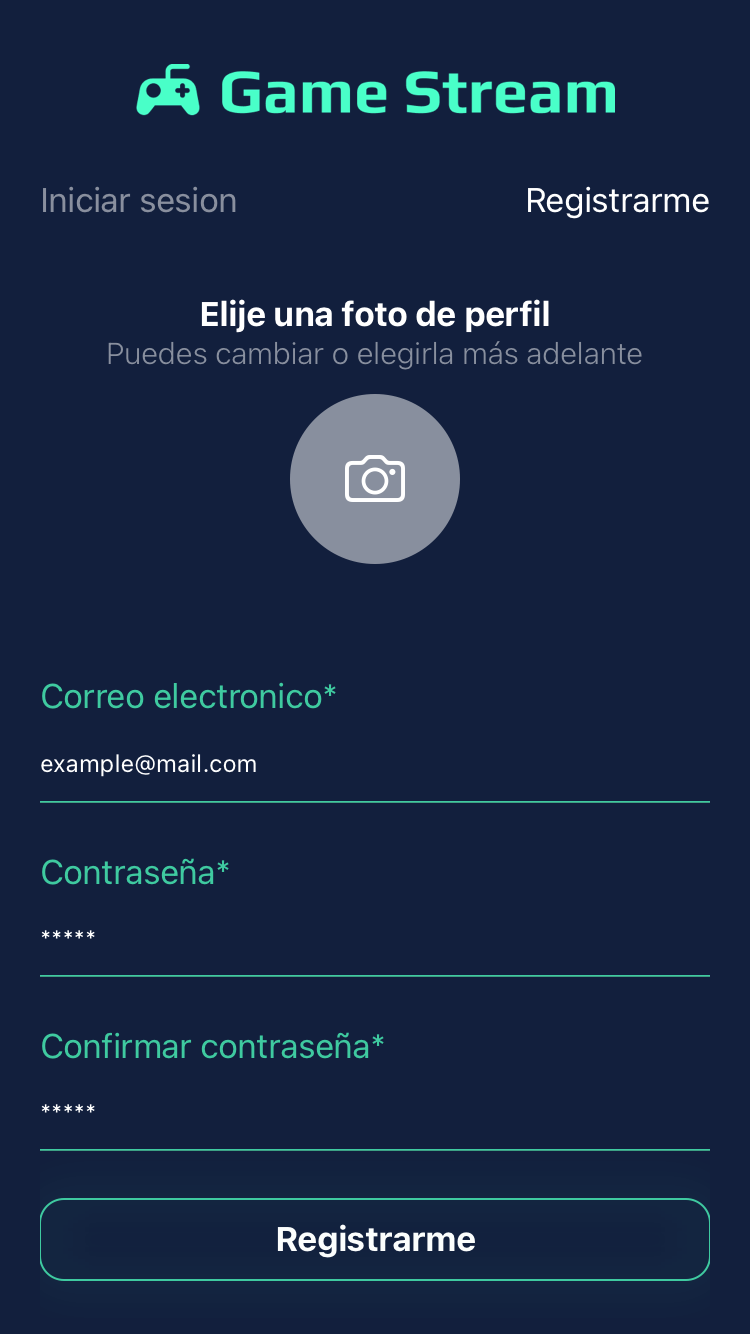 Game Stream
Iniciar sesion Registrarme
Elije una foto de perfil
Puedes cambiar o elegirla más adelante
Correo electronico*
example@mail.com
Contraseña*
*****
Confirmar contraseña*
*****
Registrarme